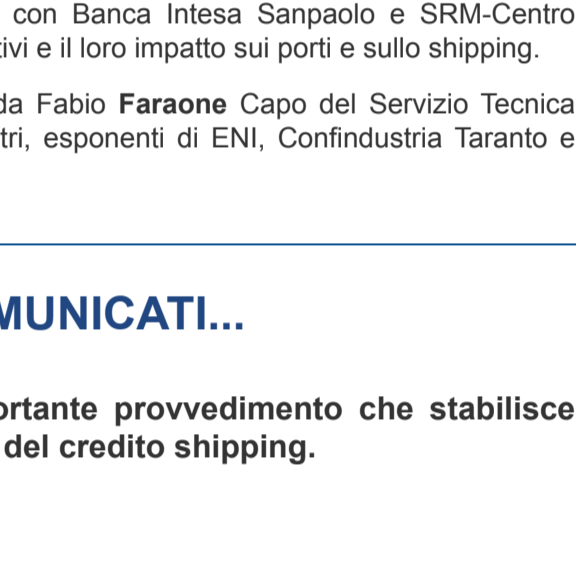 con Banca Intesa Sanpaolo e SRM-Centro
tivi e il loro impatto sui porti e sullo shipping.
da Fabio Faraone Capo del Servizio Tecnica
tri, esponenti di ENI, Confindustria Taranto e
MUNICATI...
ortante provvedimento che stabilisce
del credito shipping.